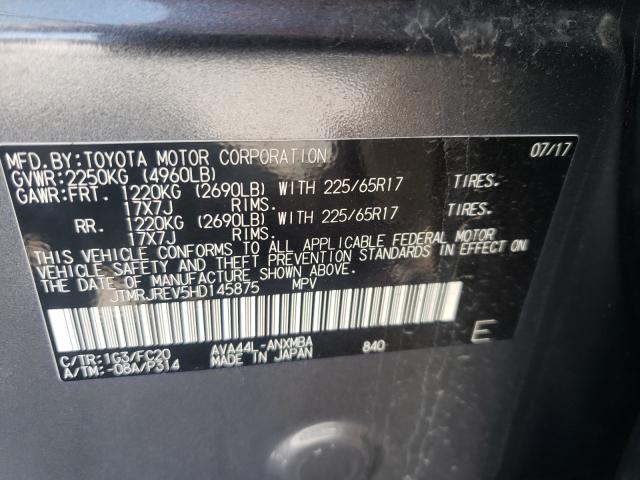 MFD. BY: TOYOTA MOTOR CORPORATION 07/17
GVWR: 2250KG (4960LB)
GAWR: FRT. 1220KG (2690LB) WITH 225/65R17 TIRES.
17X7J RIMS.
RR. 1220KG (2690LB) WITH 225/65R17 TIRES.
17X7J RIMS.
THIS VEHICLE CONFORMS TO ALL APPLICABLE FEDERAL MOTOR
VEHICLE SAFETY AND THEFT PREVENTION STANDARDS IN EFFECT ON
THE DATE OF MANUFACTURE SHOWN ABOVE.
JTMRJREV5HD145875 MPV
C/TR: 1G3/FC20 AVA44L-ANXMBA 840 E
A/TM: -08A/P314 MADE IN JAPAN